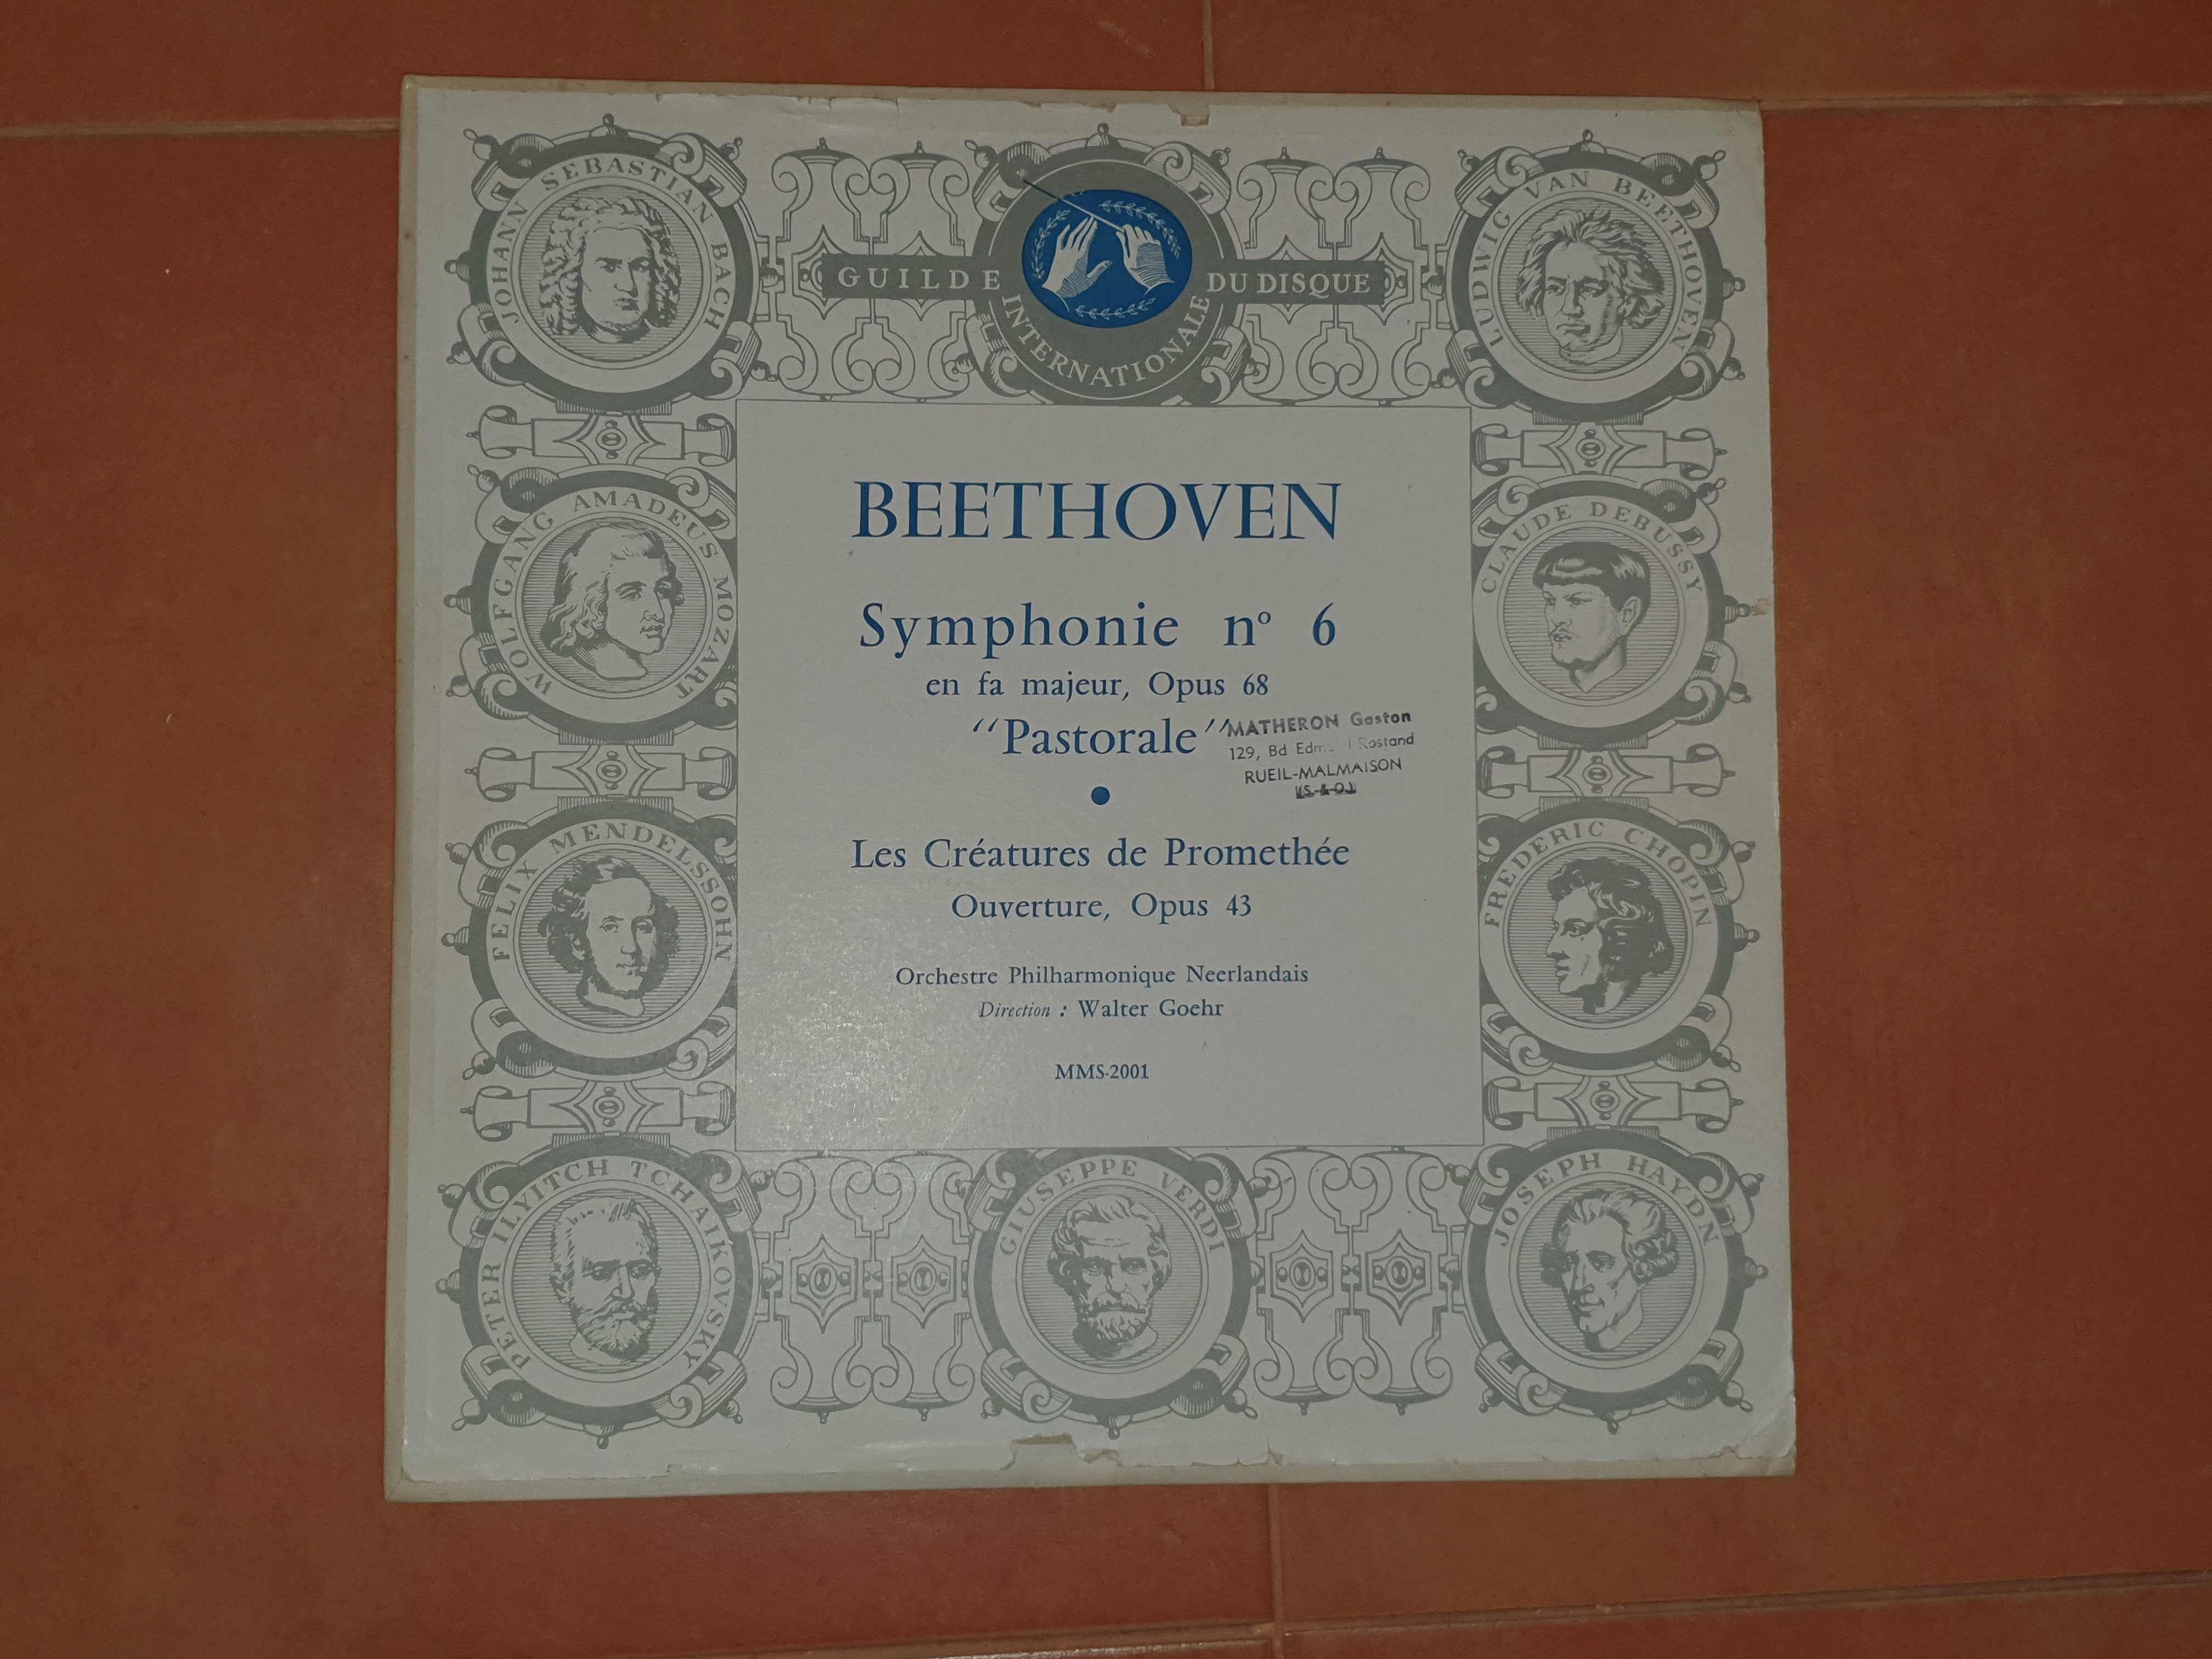 JOHANN SEBASTIAN BACH
GUILDE INTERNATIONALE DU DISQUE
LUDWIG VAN BEETHOVEN
WOLFGANG AMADEUS MOZART
CLAUDE DEBUSSY
FELIX MENDELSSOHN
FREDERIC CHOPIN
PETER ILYITCH TCHAIKOVSKY
GIUSEPPE VERDI
JOSEPH HAYDN
BEETHOVEN
Symphonie nº 6
en fa majeur, Opus 68
"Pastorale"
MATHERON Gaston
129, Bd Rostand
RUEIL-MALMAISON
Les Créatures de Promethée
Ouverture, Opus 43
Orchestre Philharmonique Neerlandais
Direction : Walter Goehr
MMS-2001